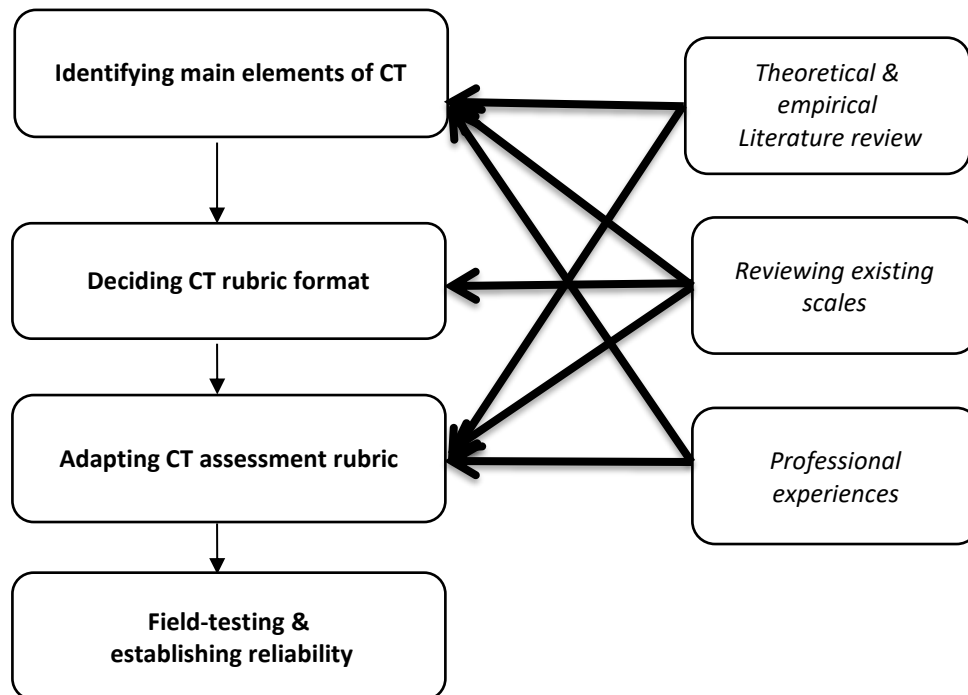 Identifying main elements of CT
Deciding CT rubric format
Adapting CT assessment rubric
Field-testing &
establishing reliability
Theoretical &
empirical
Literature review
Reviewing existing
scales
Professional
experiences